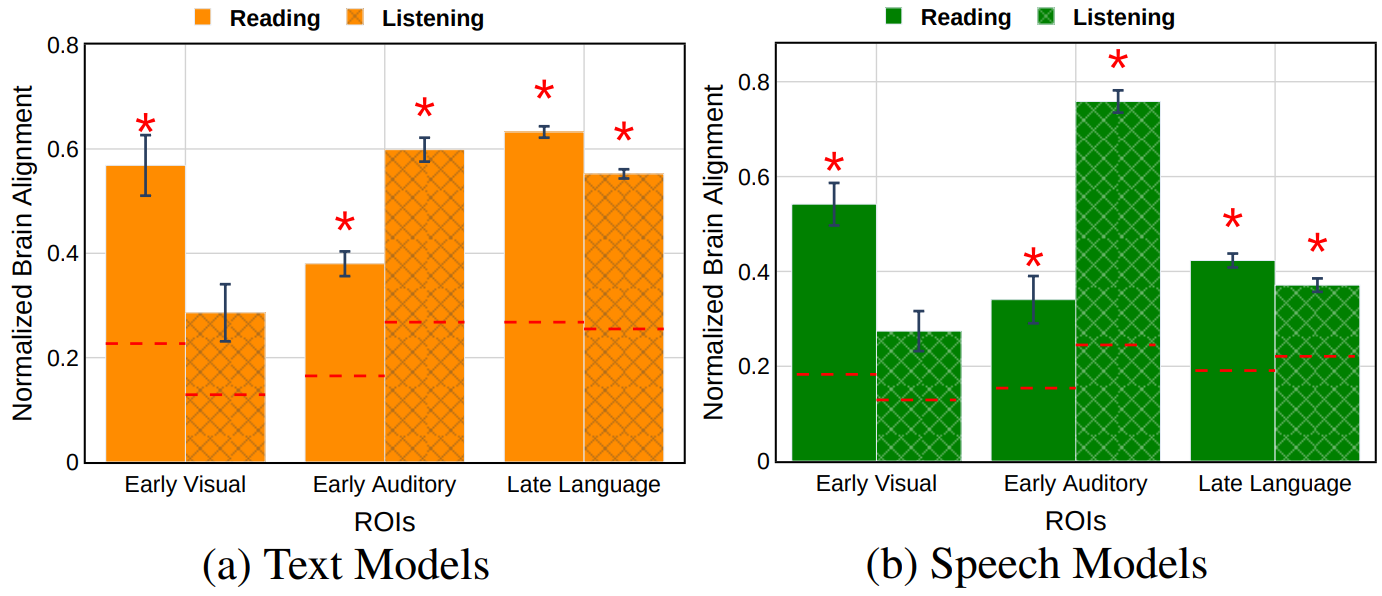 Reading Listening
Normalized Brain Alignment
0.8
0.6
0.4
0.2
0
* * * * *
Early Visual Early Auditory Late Language
ROIs
(a) Text Models
Reading Listening
Normalized Brain Alignment
0.8
0.6
0.4
0.2
0
* * * * *
Early Visual Early Auditory Late Language
ROIs
(b) Speech Models